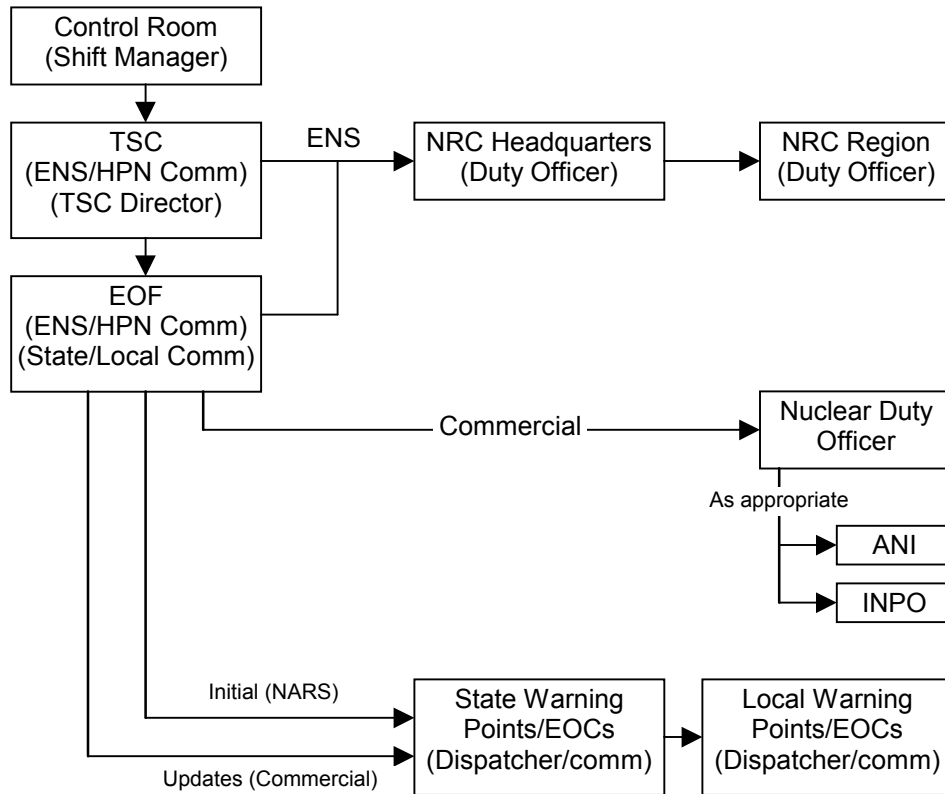 Control Room
(Shift Manager)
TSC
(ENS/HPN Comm)
(TSC Director)
ENS
NRC Headquarters
(Duty Officer)
NRC Region
(Duty Officer)
EOF
(ENS/HPN Comm)
(State/Local Comm)
Commercial
Nuclear Duty
Officer
As appropriate
ANI
INPO
Initial (NARS)
Updates (Commercial)
State Warning
Points/EOCs
(Dispatcher/comm)
Local Warning
Points/EOCs
(Dispatcher/comm)